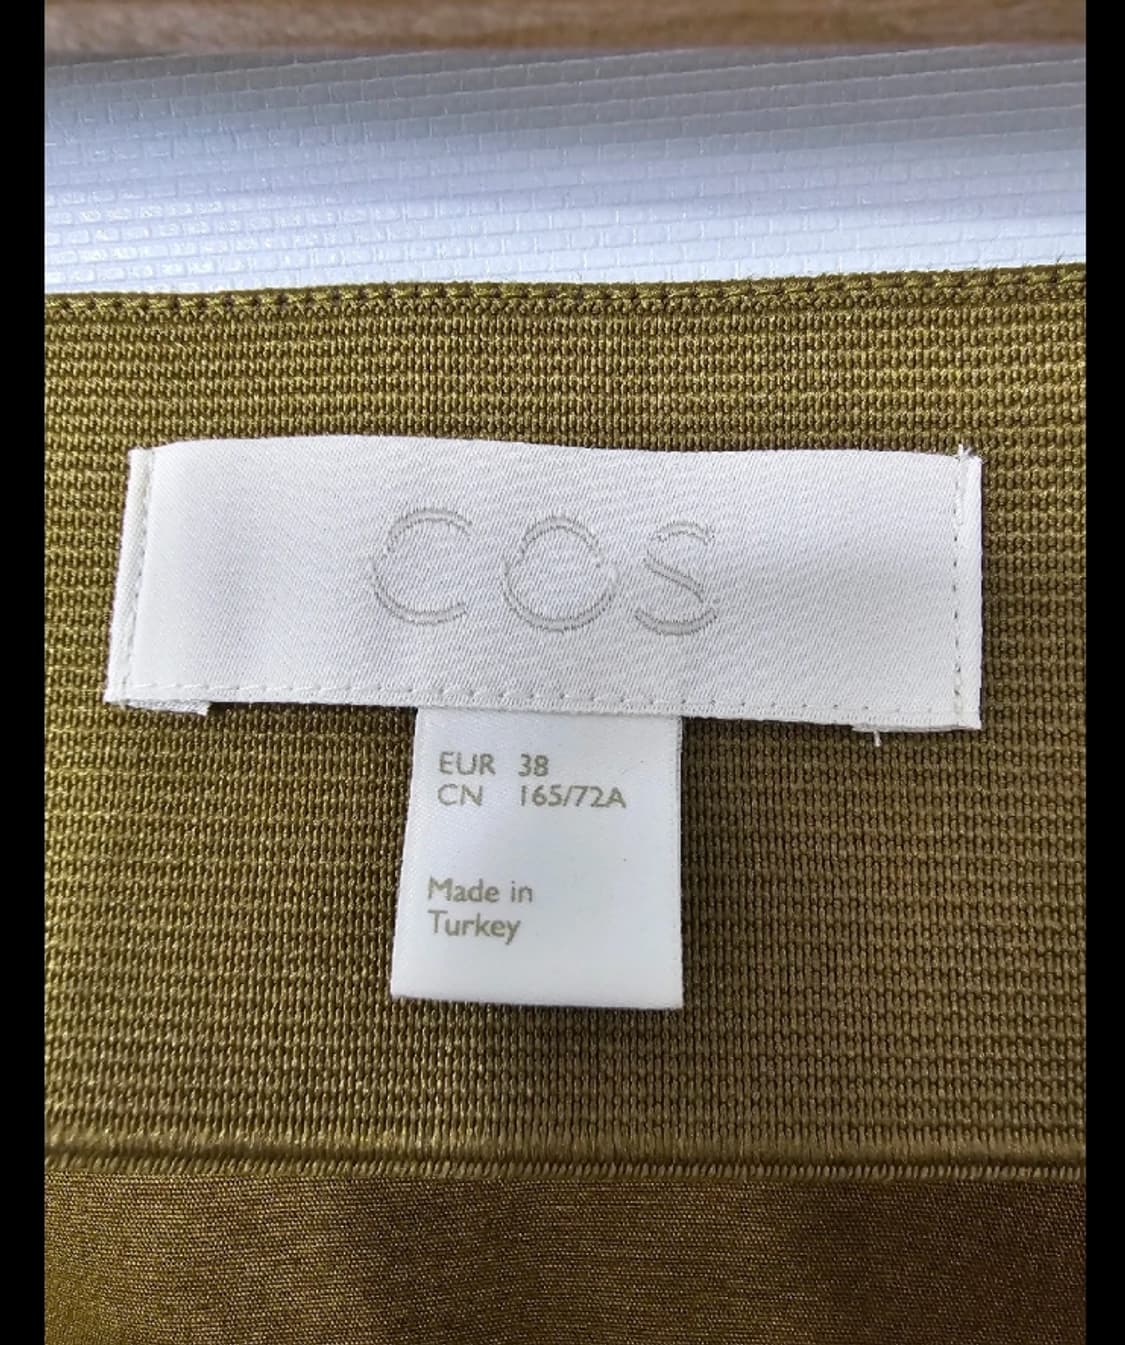 COS
EUR 38
CN 165/72A
Made in
Turkey